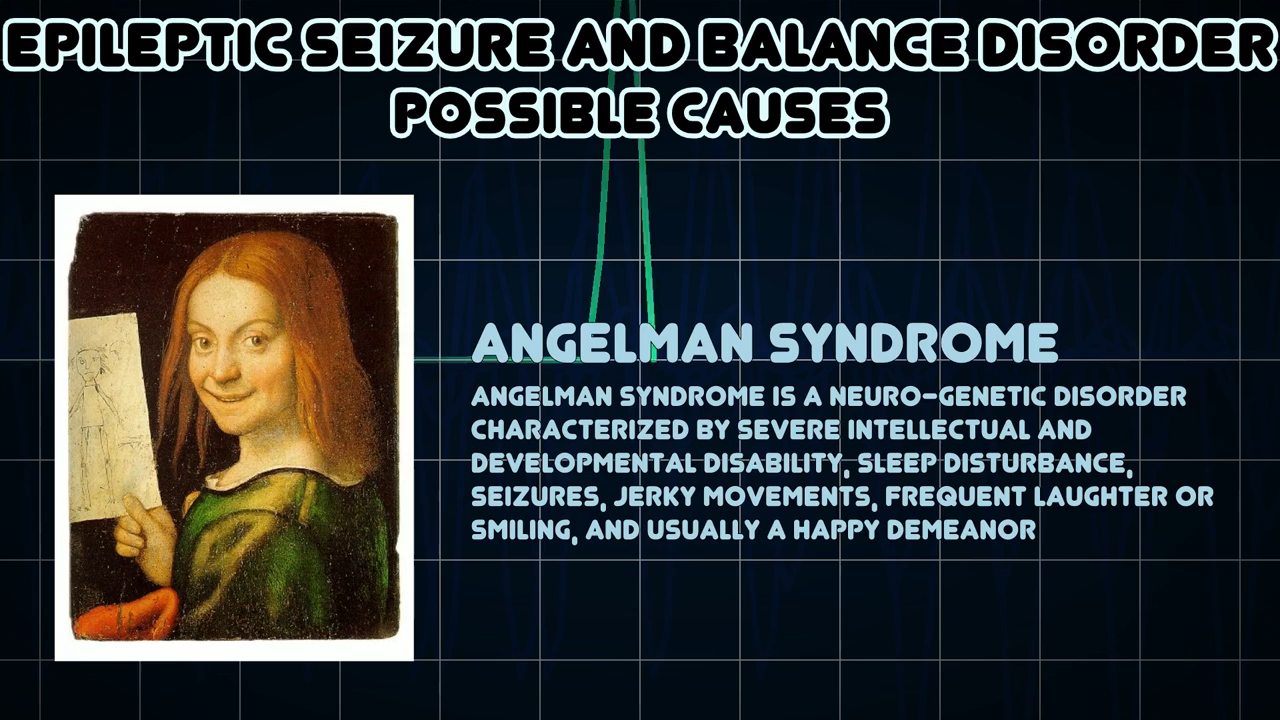 EPILEPTIC SEIZURE AND BALANCE DISORDER
POSSIBLE CAUSES
ANGELMAN SYNDROME
ANGELMAN SYNDROME IS A NEURO-GENETIC DISORDER
CHARACTERIZED BY SEVERE INTELLECTUAL AND
DEVELOPMENTAL DISABILITY, SLEEP DISTURBANCE,
SEIZURES, JERKY MOVEMENTS, FREQUENT LAUGHTER OR
SMILING, AND USUALLY A HAPPY DEMEANOR